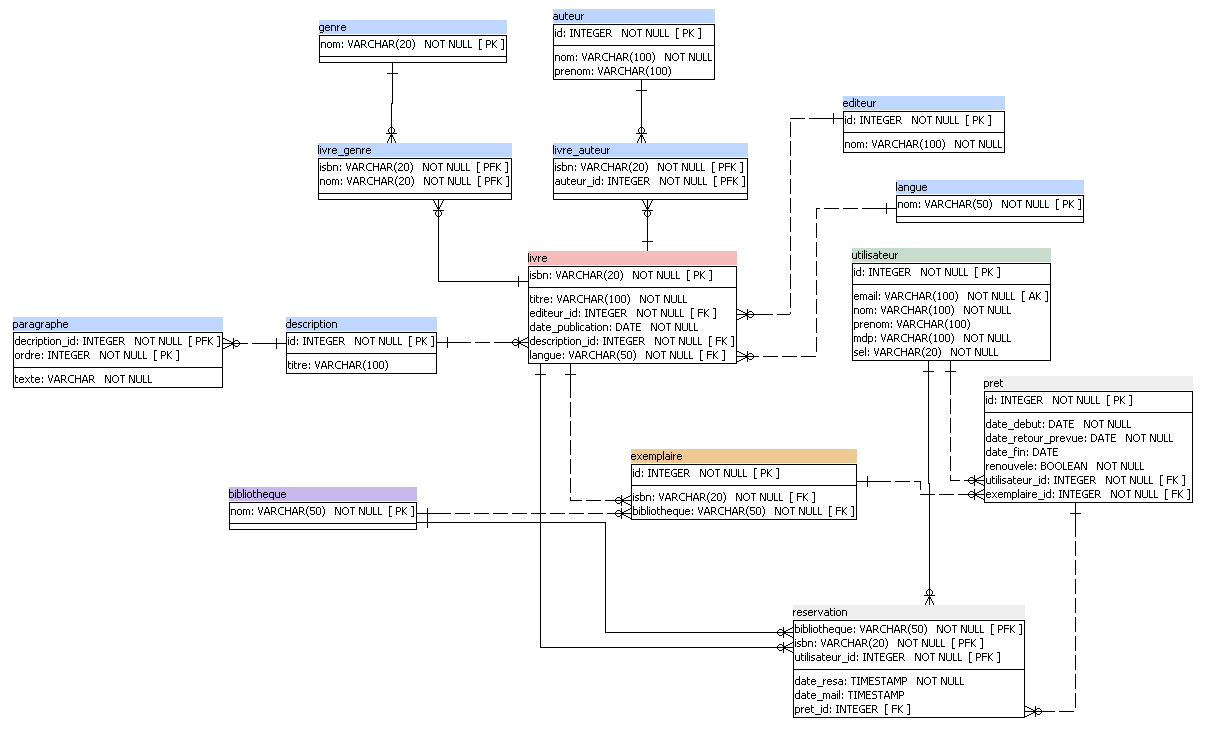 genre
nom: VARCHAR(20) NOT NULL [ PK ]
auteur
id: INTEGER NOT NULL [ PK ]
nom: VARCHAR(100) NOT NULL
prenom: VARCHAR(100)
editeur
id: INTEGER NOT NULL [ PK ]
nom: VARCHAR(100) NOT NULL
livre_genre
isbn: VARCHAR(20) NOT NULL [ PFK ]
nom: VARCHAR(20) NOT NULL [ PFK ]
livre_auteur
isbn: VARCHAR(20) NOT NULL [ PFK ]
auteur_id: INTEGER NOT NULL [ PFK ]
langue
nom: VARCHAR(50) NOT NULL [ PK ]
livre
isbn: VARCHAR(20) NOT NULL [ PK ]
titre: VARCHAR(100) NOT NULL
editeur_id: INTEGER NOT NULL [ FK ]
date_publication: DATE NOT NULL
description_id: INTEGER NOT NULL [ FK ]
langue: VARCHAR(50) NOT NULL [ FK ]
utilisateur
id: INTEGER NOT NULL [ PK ]
email: VARCHAR(100) NOT NULL [ AK ]
nom: VARCHAR(100) NOT NULL
prenom: VARCHAR(100)
mdp: VARCHAR(100) NOT NULL
sel: VARCHAR(20) NOT NULL
paragraphe
decription_id: INTEGER NOT NULL [ PFK ]
ordre: INTEGER NOT NULL [ PK ]
texte: VARCHAR NOT NULL
description
id: INTEGER NOT NULL [ PK ]
titre: VARCHAR(100)
pret
id: INTEGER NOT NULL [ PK ]
date_debut: DATE NOT NULL
date_retour_prevue: DATE NOT NULL
date_fin: DATE
renouvele: BOOLEAN NOT NULL
utilisateur_id: INTEGER NOT NULL [ FK ]
exemplaire_id: INTEGER NOT NULL [ FK ]
exemplaire
id: INTEGER NOT NULL [ PK ]
isbn: VARCHAR(20) NOT NULL [ FK ]
bibliotheque: VARCHAR(50) NOT NULL [ FK ]
bibliotheque
nom: VARCHAR(50) NOT NULL [ PK ]
reservation
bibliotheque: VARCHAR(50) NOT NULL [ PFK ]
isbn: VARCHAR(20) NOT NULL [ PFK ]
utilisateur_id: INTEGER NOT NULL [ PFK ]
date_resa: TIMESTAMP NOT NULL
date_mail: TIMESTAMP
pret_id: INTEGER [ FK ]